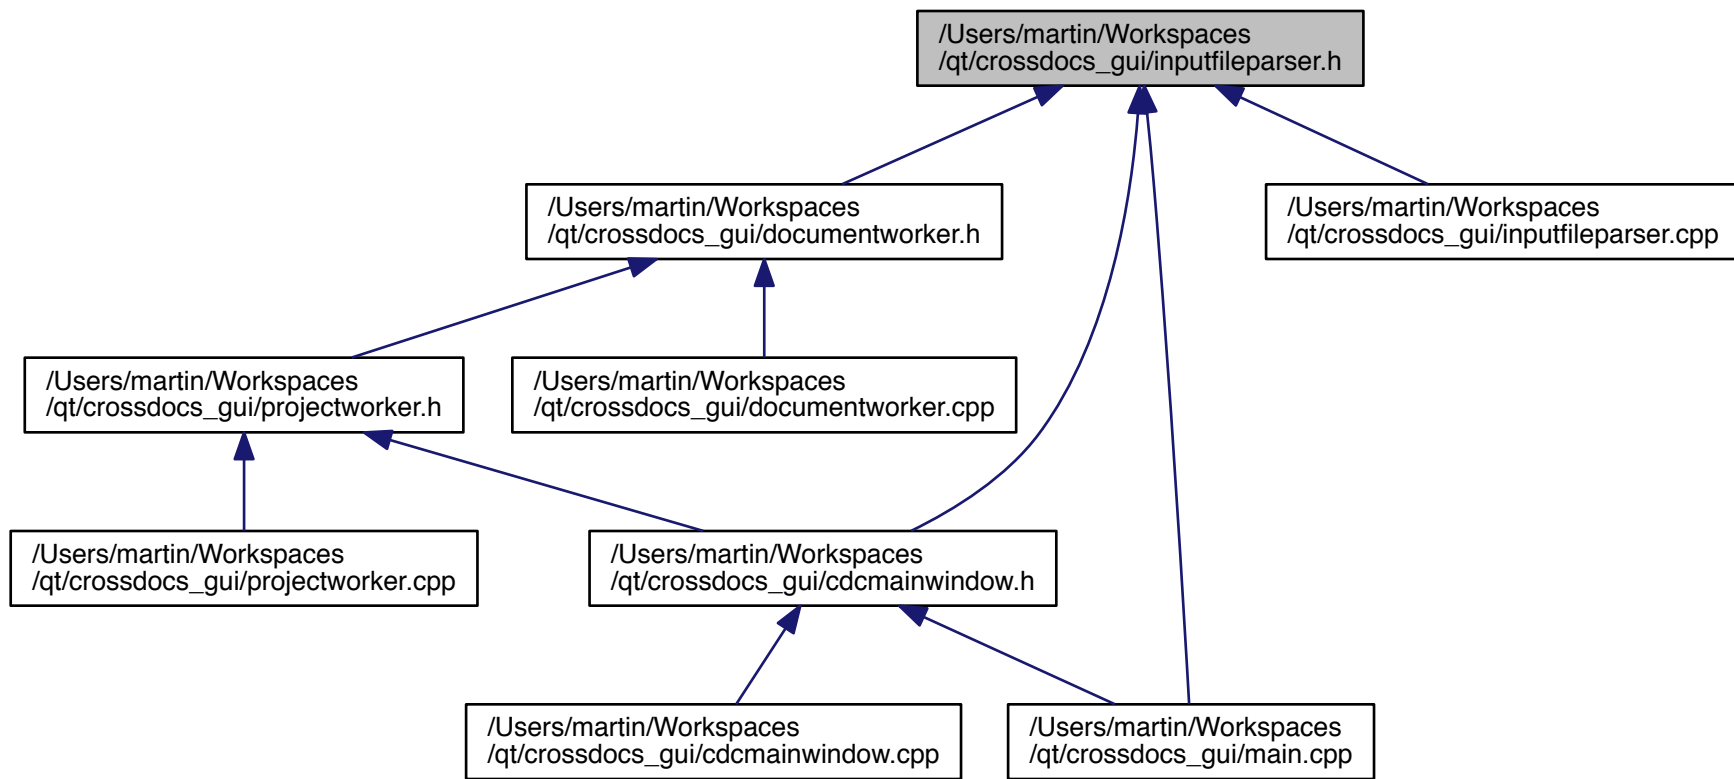 /Users/martin/Workspaces
/qt/crossdocs_gui/inputfileparser.h
/Users/martin/Workspaces
/qt/crossdocs_gui/documentworker.h
/Users/martin/Workspaces
/qt/crossdocs_gui/inputfileparser.cpp
/Users/martin/Workspaces
/qt/crossdocs_gui/projectworker.h
/Users/martin/Workspaces
/qt/crossdocs_gui/documentworker.cpp
/Users/martin/Workspaces
/qt/crossdocs_gui/projectworker.cpp
/Users/martin/Workspaces
/qt/crossdocs_gui/cdcmainwindow.h
/Users/martin/Workspaces
/qt/crossdocs_gui/cdcmainwindow.cpp
/Users/martin/Workspaces
/qt/crossdocs_gui/main.cpp